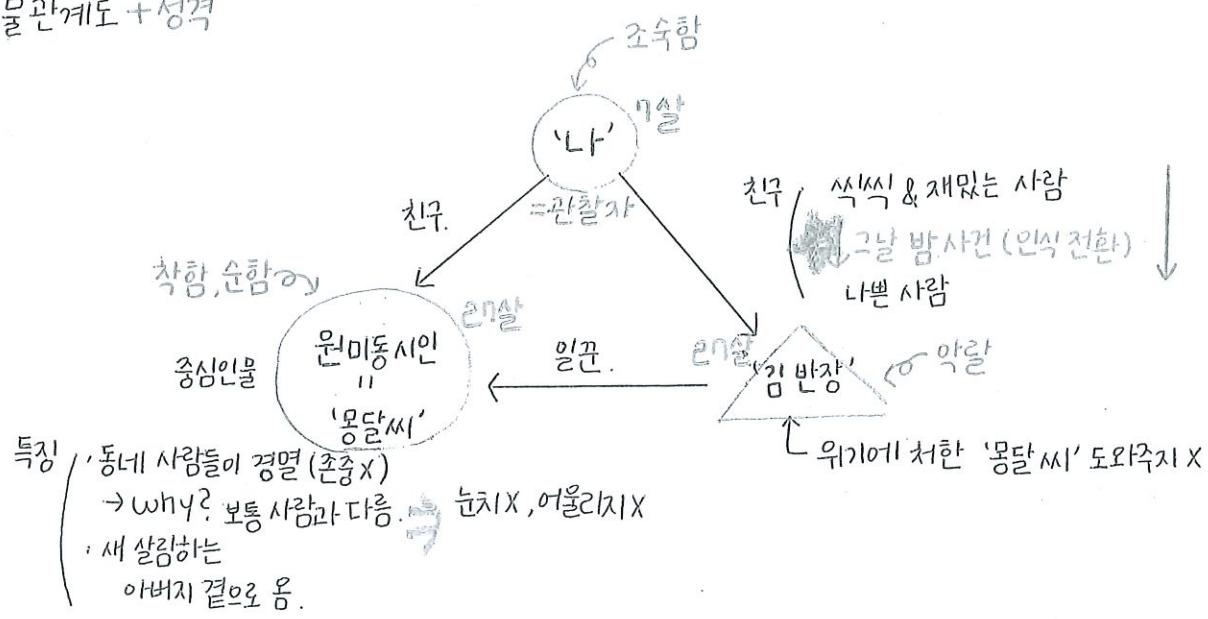 물관계도 + 성격
조숙함
'나'
7살
=관찰자
친구.
친구
씩씩 & 재밌는 사람
그날 밤 사건 (인식 전환)
나쁜 사람
착함, 순함
27살
중심인물
원미동시인
=
'몽달씨'
일꾼.
27살
'김 반장'
악랄
위기에 처한 '몽달씨' 도와주지 X
특징
· 동네 사람들이 경멸 (존중X)
→ why? 보통 사람과 다름. ⇒ 눈치X, 어울리지X
· 새 살림하는
아버지 곁으로 옴.